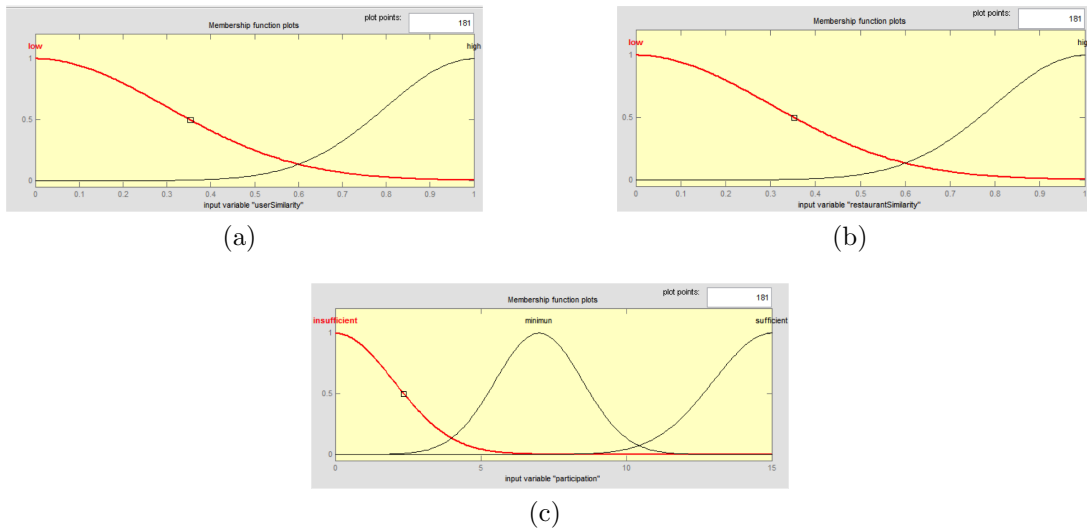 plot points: 181
Membership function plots
low high
1
0.5
0
0 0.1 0.2 0.3 0.4 0.5 0.6 0.7 0.8 0.9 1
input variable "userSimilarity"
(a)
plot points: 181
Membership function plots
low high
1
0.5
0
0 0.1 0.2 0.3 0.4 0.5 0.6 0.7 0.8 0.9 1
input variable "restaurantSimilarity"
(b)
plot points: 181
Membership function plots
insufficient minimun sufficient
1
0.5
0
0 5 10 15
input variable "participation"
(c)